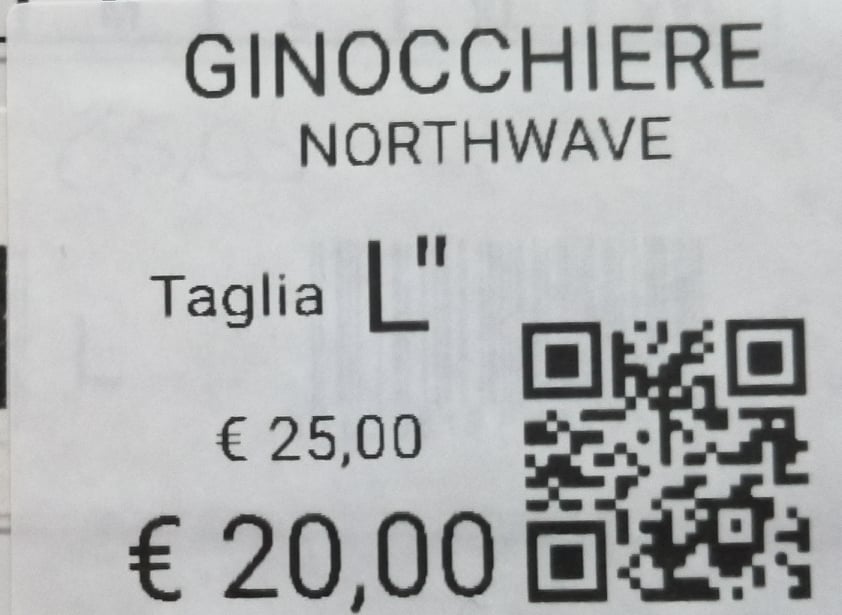 GINOCCHIERE
NORTHWAVE
Taglia L"
€ 25,00
€ 20,00